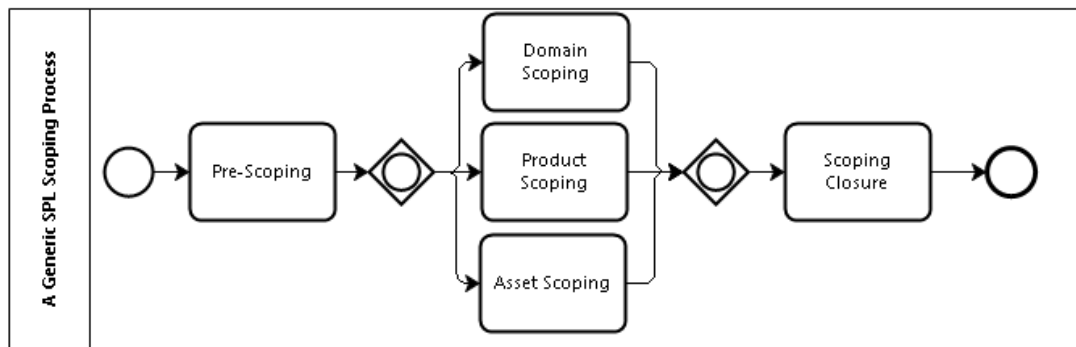 A Generic SPL Scoping Process
Pre-Scoping
Domain
Scoping
Product
Scoping
Asset Scoping
Scoping
Closure